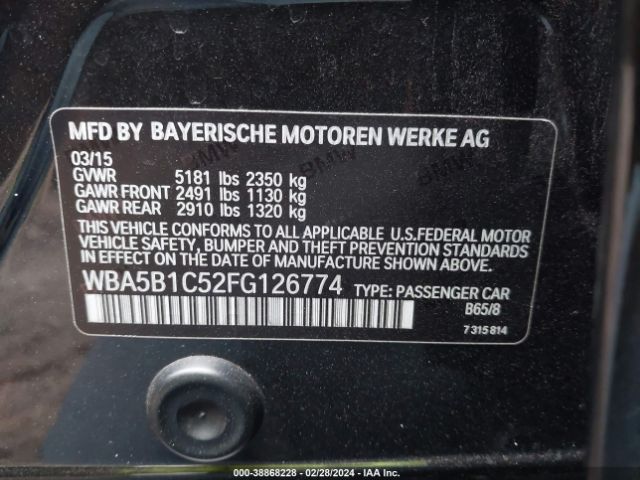 MFD BY BAYERISCHE MOTOREN WERKE AG
03/15
GVWR 5181 lbs 2350 kg
GAWR FRONT 2491 lbs 1130 kg
GAWR REAR 2910 lbs 1320 kg
THIS VEHICLE CONFORMS TO ALL APPLICABLE U.S.FEDERAL MOTOR
VEHICLE SAFETY, BUMPER AND THEFT PREVENTION STANDARDS
IN EFFECT ON THE DATE OF MANUFACTURE SHOWN ABOVE.
WBA5B1C52FG126774 TYPE: PASSENGER CAR
B65/8
7 315 814
000-38868228 - 02/28/2024 - IAA Inc.